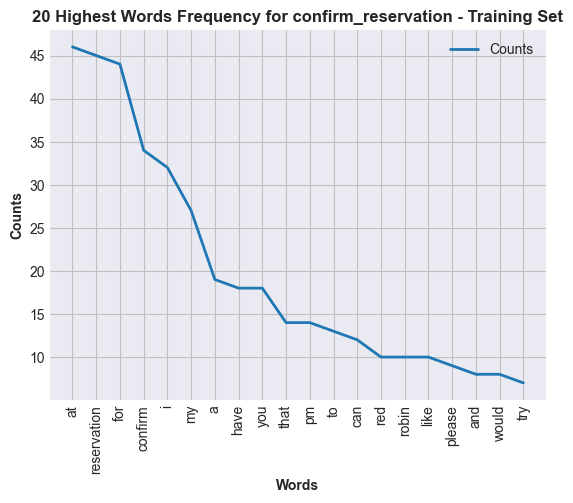 20 Highest Words Frequency for confirm_reservation - Training Set
Counts
45
40
35
30
25
20
15
10
Counts
at
reservation
for
confirm
i
my
a
have
you
that
pm
to
can
red
robin
like
please
and
would
try
Words